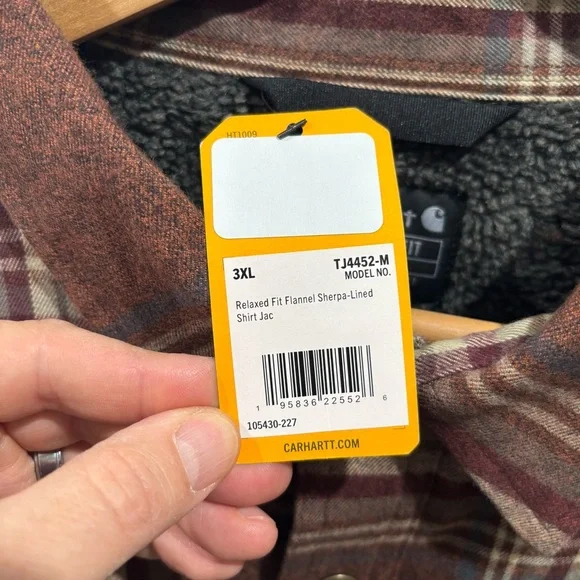 HT1009
3XL
TJ4452-M
MODEL NO.
Relaxed Fit Flannel Sherpa-Lined
Shirt Jac
1 95836 22552 6
105430-227
CARHARTT.COM